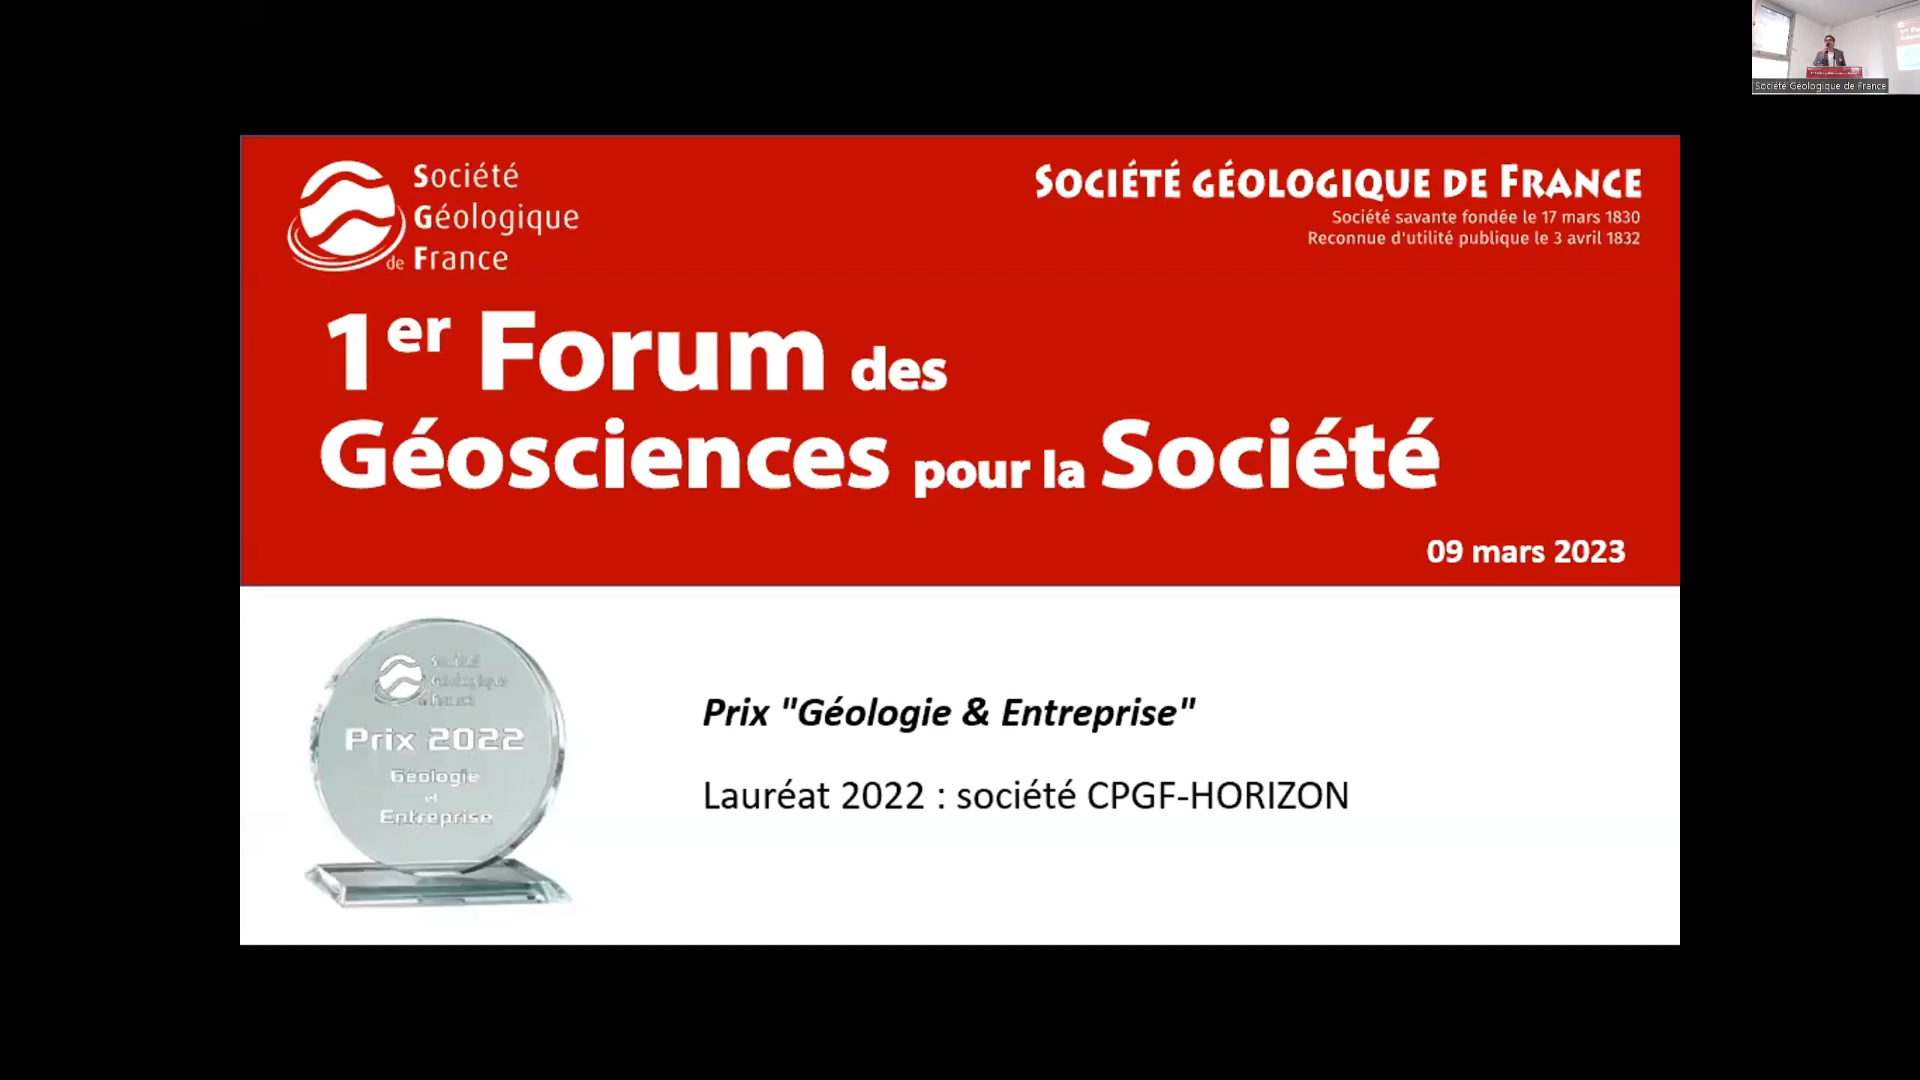 Société Géologique de France
Société
Géologique
de France
SOCIÉTÉ GÉOLOGIQUE DE FRANCE
Société savante fondée le 17 mars 1830
Reconnue d'utilité publique le 3 avril 1832
1er Forum des
Géosciences pour la Société
09 mars 2023
Prix 2022
Géologie
et
Entreprise
Prix "Géologie & Entreprise"
Lauréat 2022 : société CPGF-HORIZON